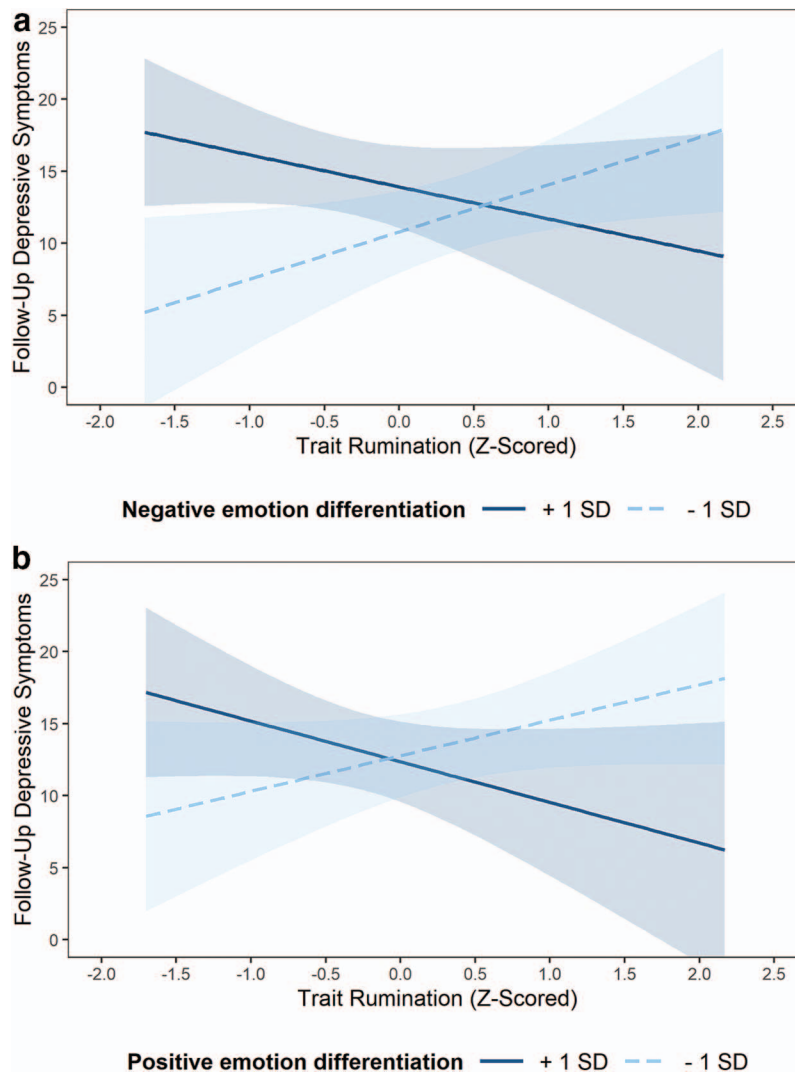 a
25
20
15
10
5
0
Follow-Up Depressive Symptoms
-2.0 -1.5 -1.0 -0.5 0.0 0.5 1.0 1.5 2.0 2.5
Trait Rumination (Z-Scored)
Negative emotion differentiation + 1 SD - 1 SD
b
25
20
15
10
5
0
Follow-Up Depressive Symptoms
-2.0 -1.5 -1.0 -0.5 0.0 0.5 1.0 1.5 2.0 2.5
Trait Rumination (Z-Scored)
Positive emotion differentiation + 1 SD - 1 SD